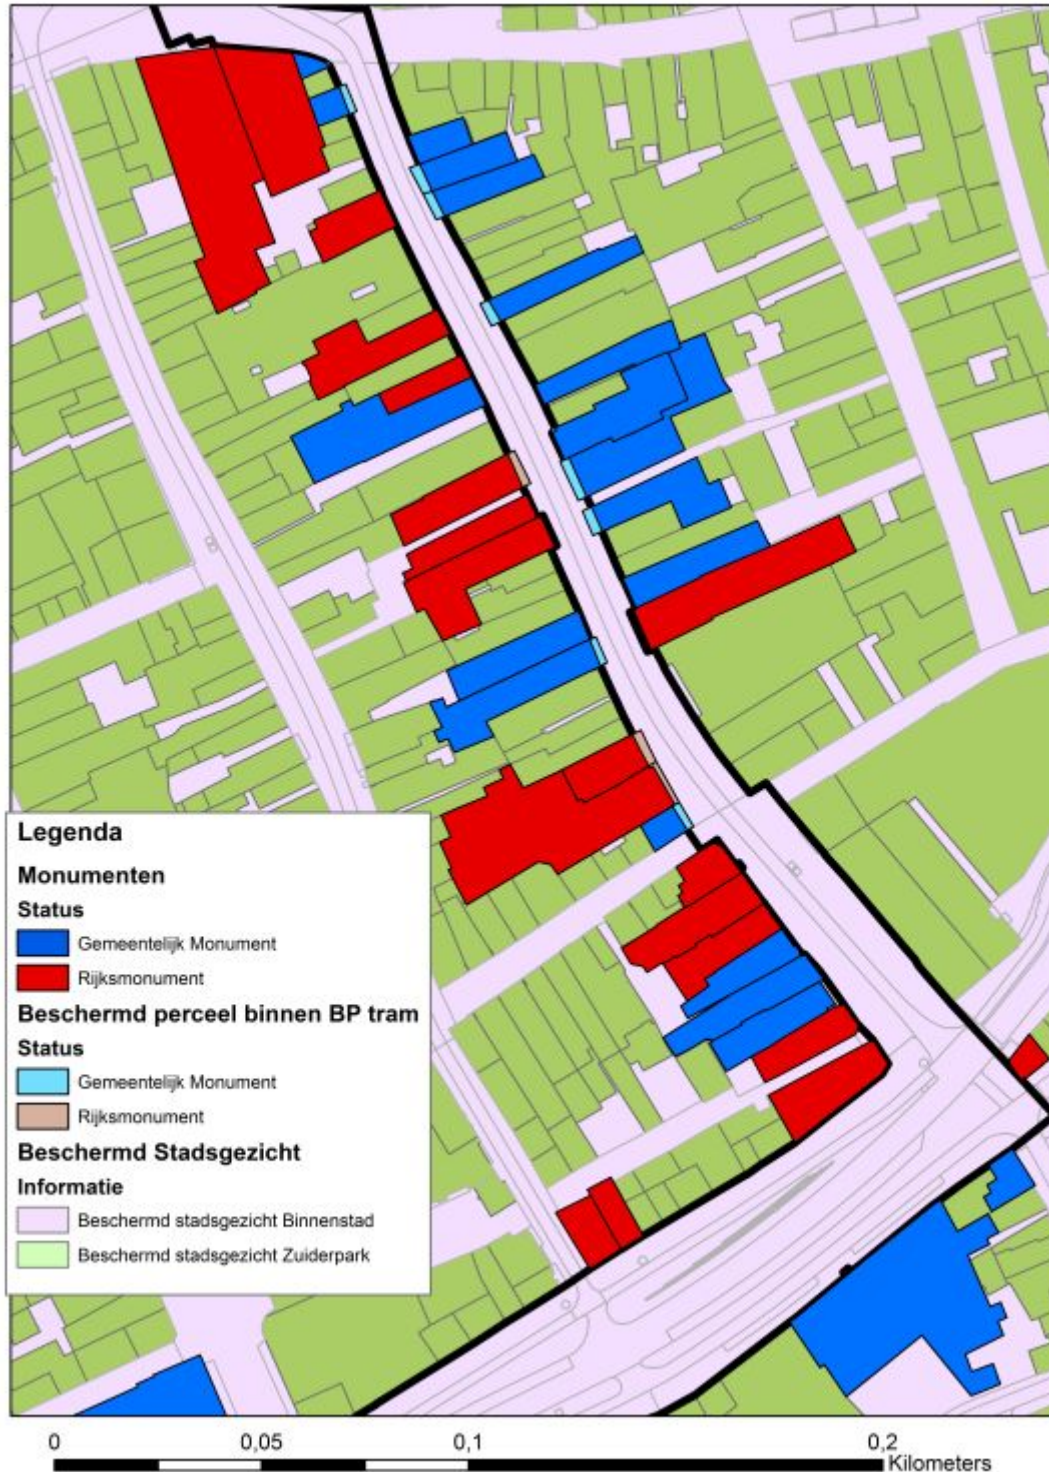 Legenda
Monumenten
Status
Gemeentelijk Monument
Rijksmonument
Beschermd perceel binnen BP tram
Status
Gemeentelijk Monument
Rijksmonument
Beschermd Stadsgezicht
Informatie
Beschermd stadsgezicht Binnenstad
Beschermd stadsgezicht Zuiderpark
0 0,05 0,1 0,2
Kilometers